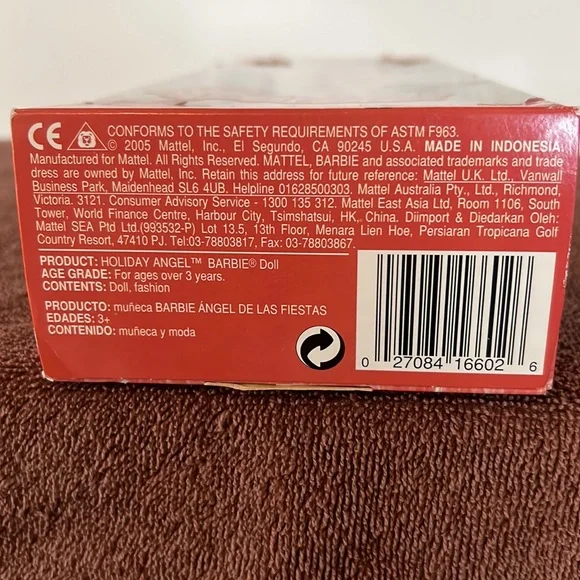 CE CONFORMS TO THE SAFETY REQUIREMENTS OF ASTM F963.
© 2005 Mattel, Inc., El Segundo, CA 90245 U.S.A. MADE IN INDONESIA
Manufactured for Mattel. All Rights Reserved. MATTEL, BARBIE and associated trademarks and trade
dress are owned by Mattel, Inc. Retain this address for future reference: Mattel U.K. Ltd., Vanwall
Business Park, Maidenhead SL6 4UB. Helpline 01628500303. Mattel Australia Pty., Ltd., Richmond,
Victoria. 3121. Consumer Advisory Service - 1300 135 312. Mattel East Asia Ltd, Room 1106, South
Tower, World Finance Centre, Harbour City, Tsimshatsui, HK, China. Diimport & Diedarkan Oleh:
Mattel SEA Ptd Ltd.(993532-P) Lot 13.5, 13th Floor, Menara Lien Hoe, Persiaran Tropicana Golf
Country Resort, 47410 PJ. Tel:03-78803817, Fax: 03-78803867.
PRODUCT: HOLIDAY ANGEL™ BARBIE® Doll
AGE GRADE: For ages over 3 years.
CONTENTS: Doll, fashion
PRODUCTO: muñeca BARBIE ÁNGEL DE LAS FIESTAS
EDADES: 3+
CONTENIDO: muñeca y moda
0 27084 16602 6